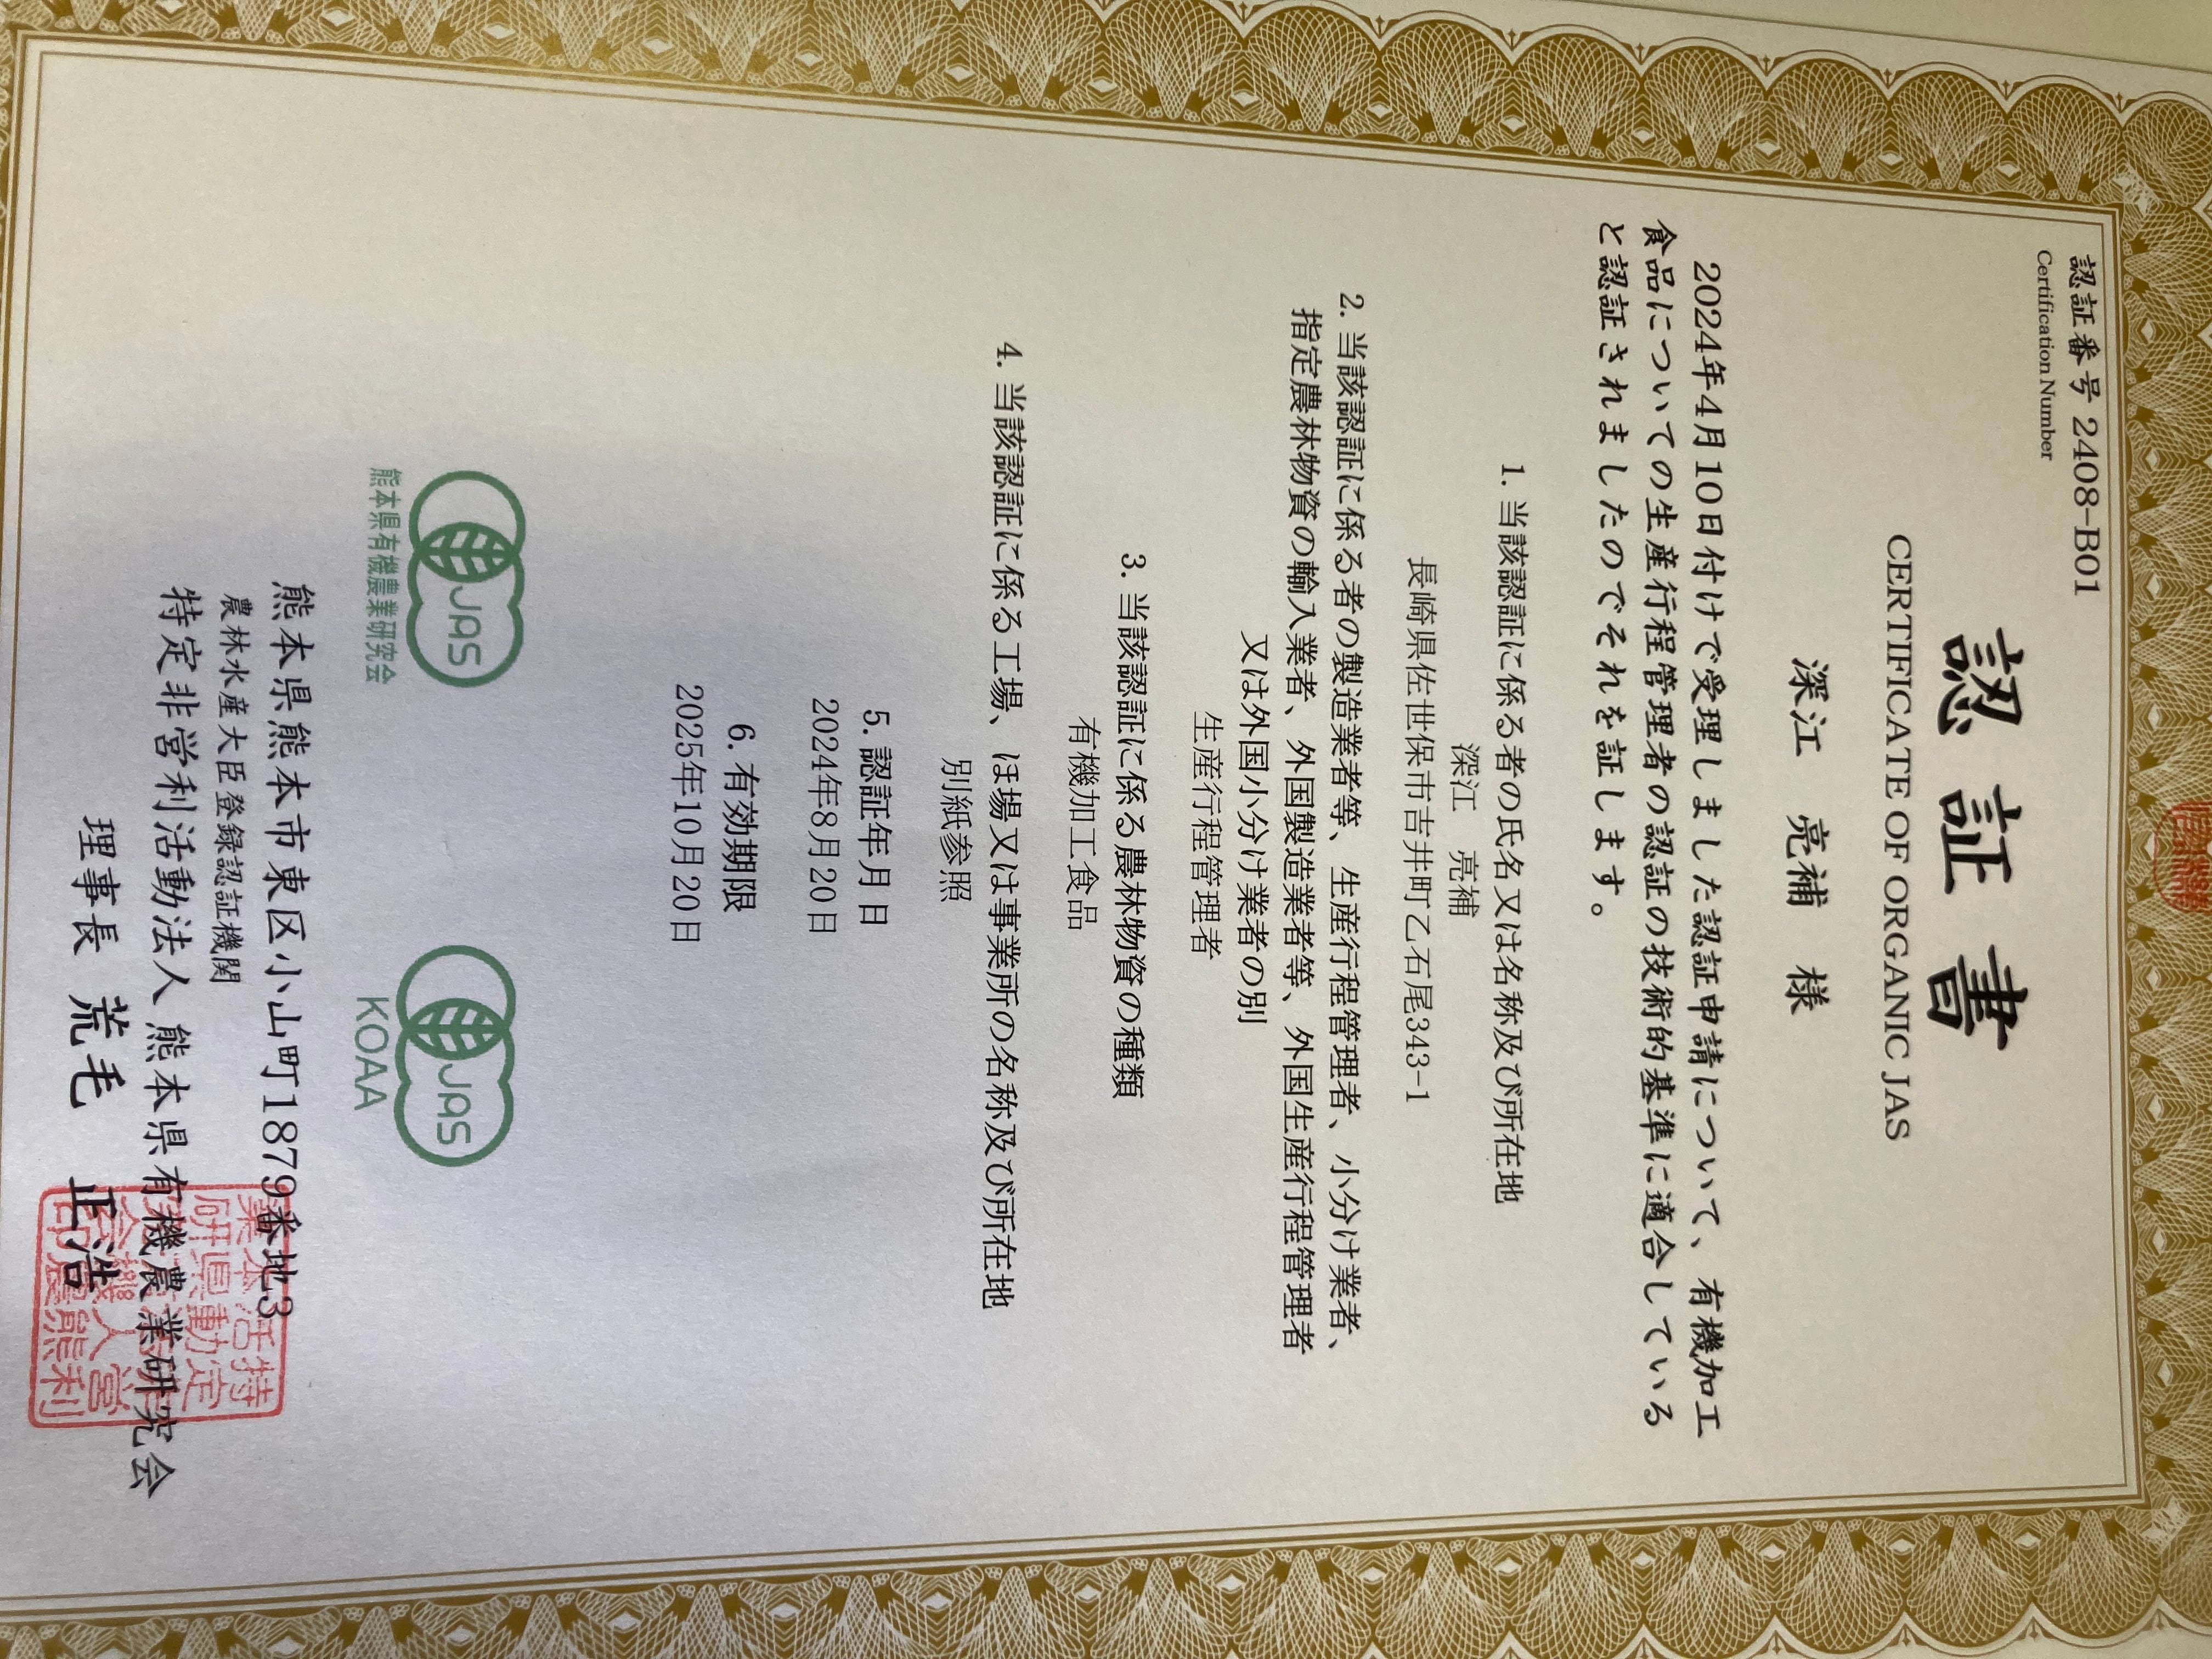 認証番号 2408-B01
Certification Number
認証書
CERTIFICATE OF ORGANIC JAS
深江 亮補 様
2024年4月10日付けで受理しました認証申請について、有機加工
食品についての生産行程管理者の認証の技術的基準に適合している
と認証されましたのでそれを証します。
1. 当該認証に係る者の氏名又は名称及び所在地
深江 亮補
長崎県佐世保市吉井町乙石尾343-1
2. 当該認証に係る者の製造業者等、生産行程管理者、小分け業者、
指定農林物資の輸入業者、外国製造業者等、外国生産行程管理者
又は外国小分け業者の別
生産行程管理者
3. 当該認証に係る農林物資の種類
有機加工食品
4. 当該認証に係る工場、ほ場又は事業所の名称及び所在地
別紙参照
5. 認証年月日
2024年8月20日
6. 有効期限
2025年10月20日
JAS
熊本県有機農業研究会
JAS
KOAA
熊本県熊本市東区小山町1879番地3
農林水産大臣登録認証機関
特定非営利活動法人 熊本県有機農業研究会
理事長 荒毛 正浩